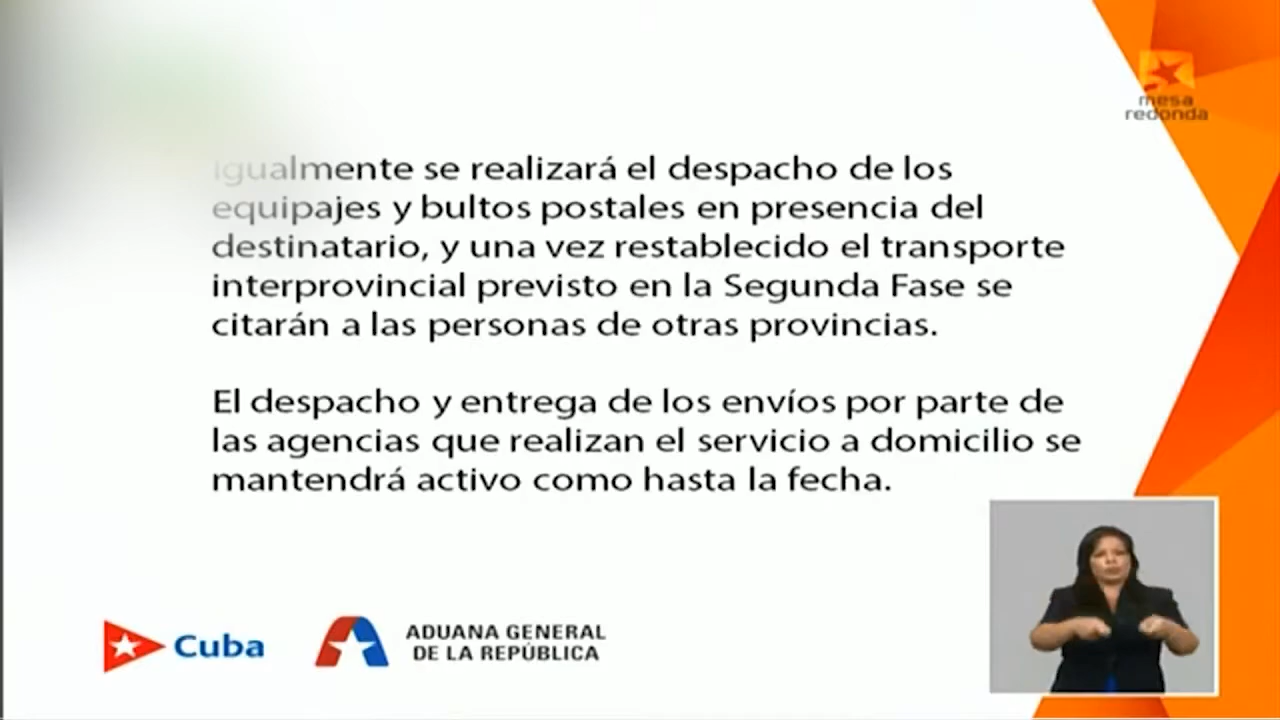 mesa
redonda
Igualmente se realizará el despacho de los
equipajes y bultos postales en presencia del
destinatario, y una vez restablecido el transporte
interprovincial previsto en la Segunda Fase se
citarán a las personas de otras provincias.
El despacho y entrega de los envíos por parte de
las agencias que realizan el servicio a domicilio se
mantendrá activo como hasta la fecha.
Cuba
ADUANA GENERAL
DE LA REPÚBLICA